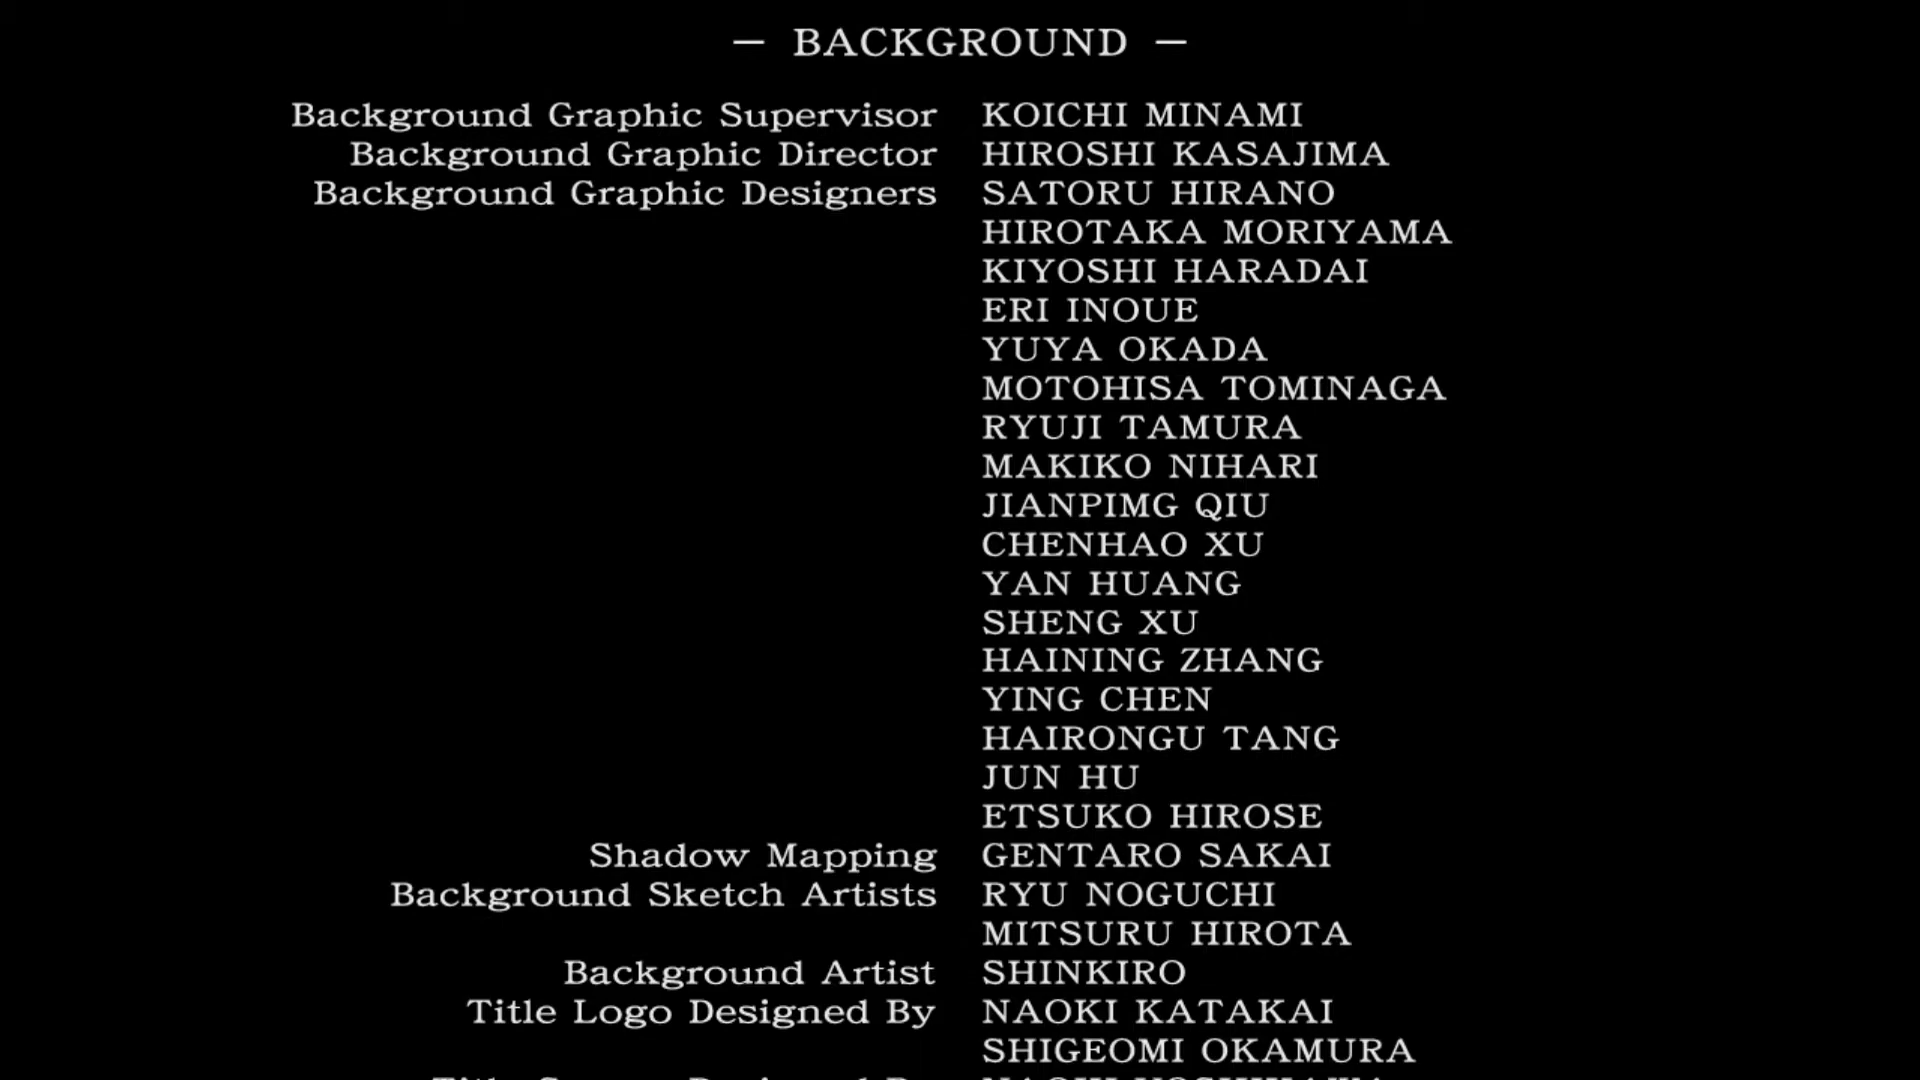 — BACKGROUND —
Background Graphic Supervisor KOICHI MINAMI
Background Graphic Director HIROSHI KASAJIMA
Background Graphic Designers SATORU HIRANO
HIROTAKA MORIYAMA
KIYOSHI HARADAI
ERI INOUE
YUYA OKADA
MOTOHISA TOMINAGA
RYUJI TAMURA
MAKIKO NIHARI
JIANPIMG QIU
CHENHAO XU
YAN HUANG
SHENG XU
HAINING ZHANG
YING CHEN
HAIRONGU TANG
JUN HU
ETSUKO HIROSE
Shadow Mapping GENTARO SAKAI
Background Sketch Artists RYU NOGUCHI
MITSURU HIROTA
Background Artist SHINKIRO
Title Logo Designed By NAOKI KATAKAI
SHIGEOMI OKAMURA